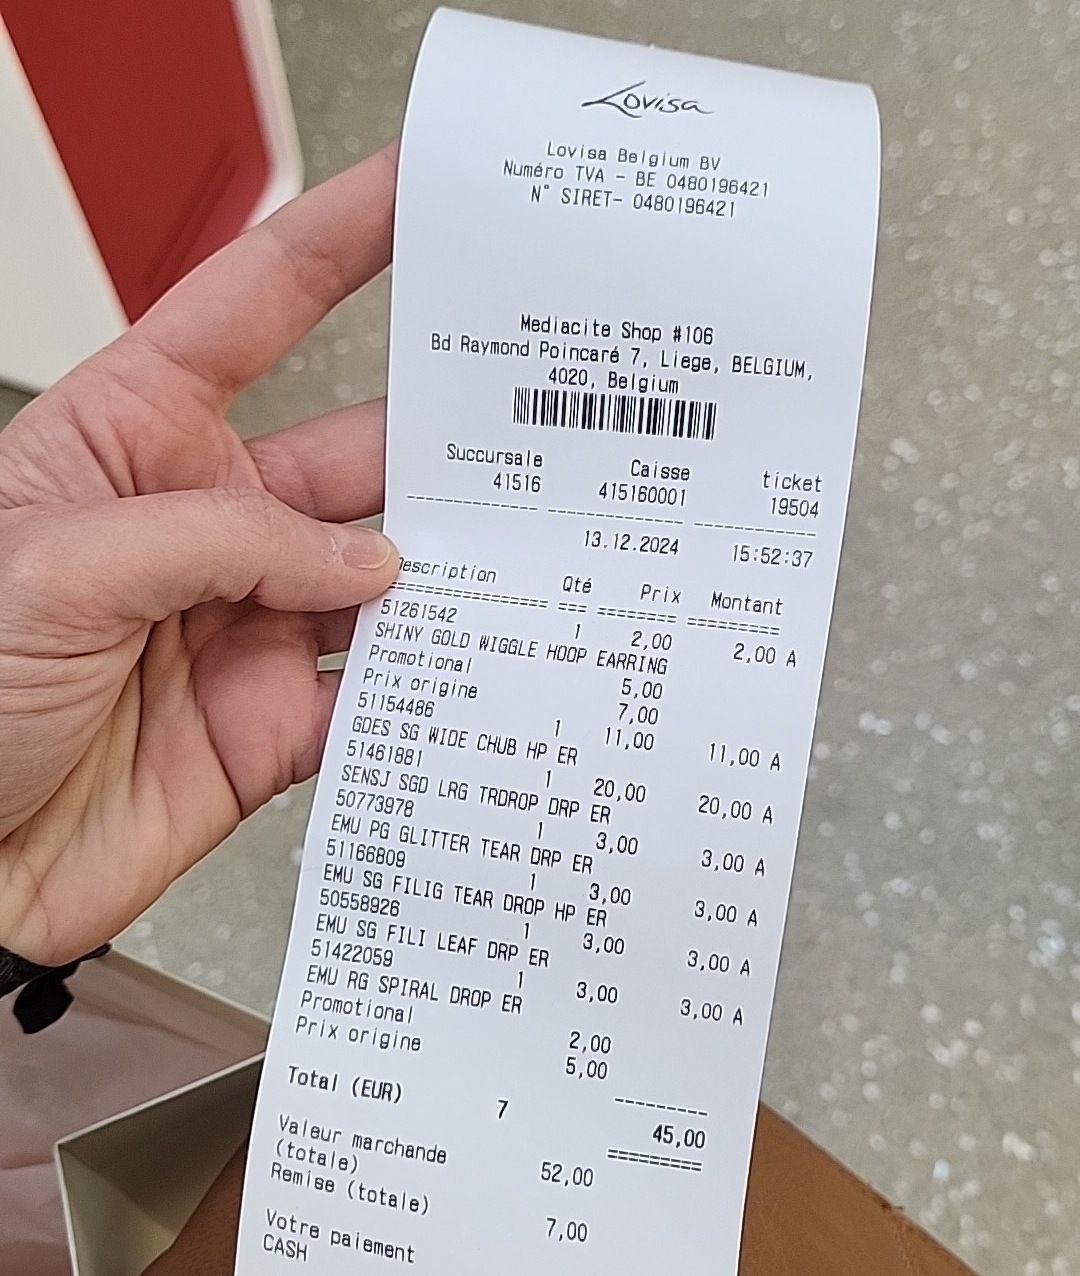 Lovisa
Lovisa Belgium BV
Numéro TVA - BE 0480196421
N° SIRET- 0480196421
Mediacite Shop #106
Bd Raymond Poincaré 7, Liege, BELGIUM,
4020, Belgium
Succursale Caisse ticket
41516 415160001 19504
13.12.2024 15:52:37
Description Qté Prix Montant
51261542 1 2,00 2,00 A
SHINY GOLD WIGGLE HOOP EARRING
Promotional 5,00
Prix origine 7,00
51154486 1 11,00 11,00 A
GDES SG WIDE CHUB HP ER
51461881 1 20,00 20,00 A
SENSJ SGD LRG TRDROP DRP ER
50773978 1 3,00 3,00 A
EMU PG GLITTER TEAR DRP ER
51166809 1 3,00 3,00 A
EMU SG FILIG TEAR DROP HP ER
50558926 1 3,00 3,00 A
EMU SG FILI LEAF DRP ER
51422059 1 3,00 3,00 A
EMU RG SPIRAL DROP ER
Promotional 2,00
Prix origine 5,00
Total (EUR) 7 45,00
Valeur marchande
(totale) 52,00
Remise (totale) 7,00
Votre paiement
CASH